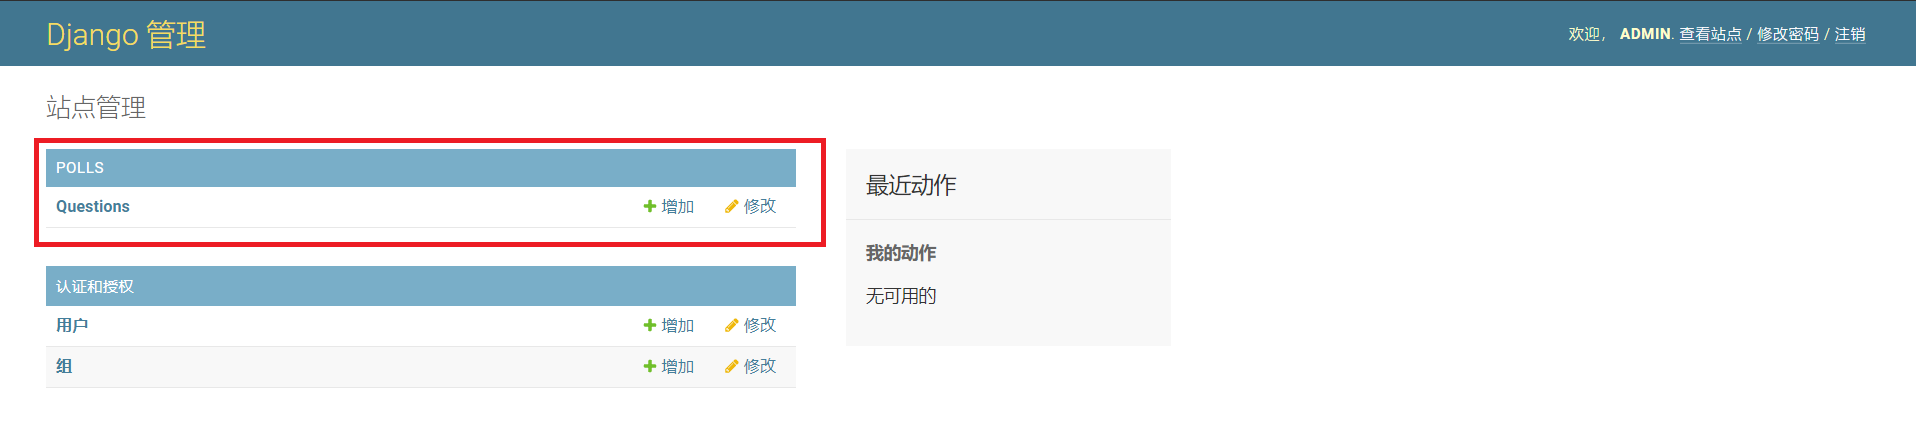 Django 管理
欢迎， ADMIN. 查看站点 / 修改密码 / 注销
站点管理
POLLS
Questions 增加 修改
认证和授权
用户 增加 修改
组 增加 修改
最近动作
我的动作
无可用的